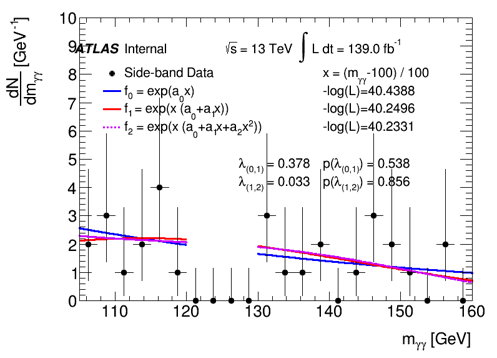 ATLAS Internal
√s = 13 TeV ∫ L dt = 139.0 fb⁻¹
Side-band Data
x = (mγγ-100) / 100
f₀ = exp(a₀x)
-log(L)=40.4388
f₁ = exp(x (a₀+a₁x))
-log(L)=40.2496
f₂ = exp(x (a₀+a₁x+a₂x²))
-log(L)=40.2331
λ(0,1) = 0.378 p(λ(0,1)) = 0.538
λ(1,2) = 0.033 p(λ(1,2)) = 0.856
dN/dmγγ [GeV⁻¹]
10
9
8
7
6
5
4
3
2
1
0
110 120 130 140 150 160
mγγ [GeV]